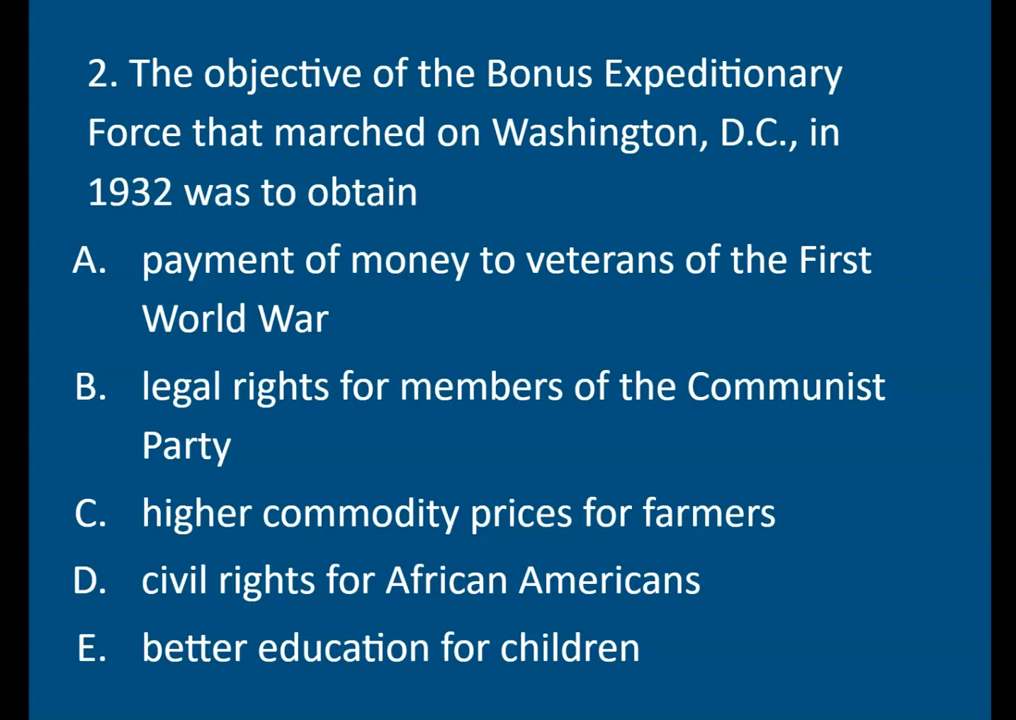 2. The objective of the Bonus Expeditionary
Force that marched on Washington, D.C., in
1932 was to obtain
A. payment of money to veterans of the First
World War
B. legal rights for members of the Communist
Party
C. higher commodity prices for farmers
D. civil rights for African Americans
E. better education for children